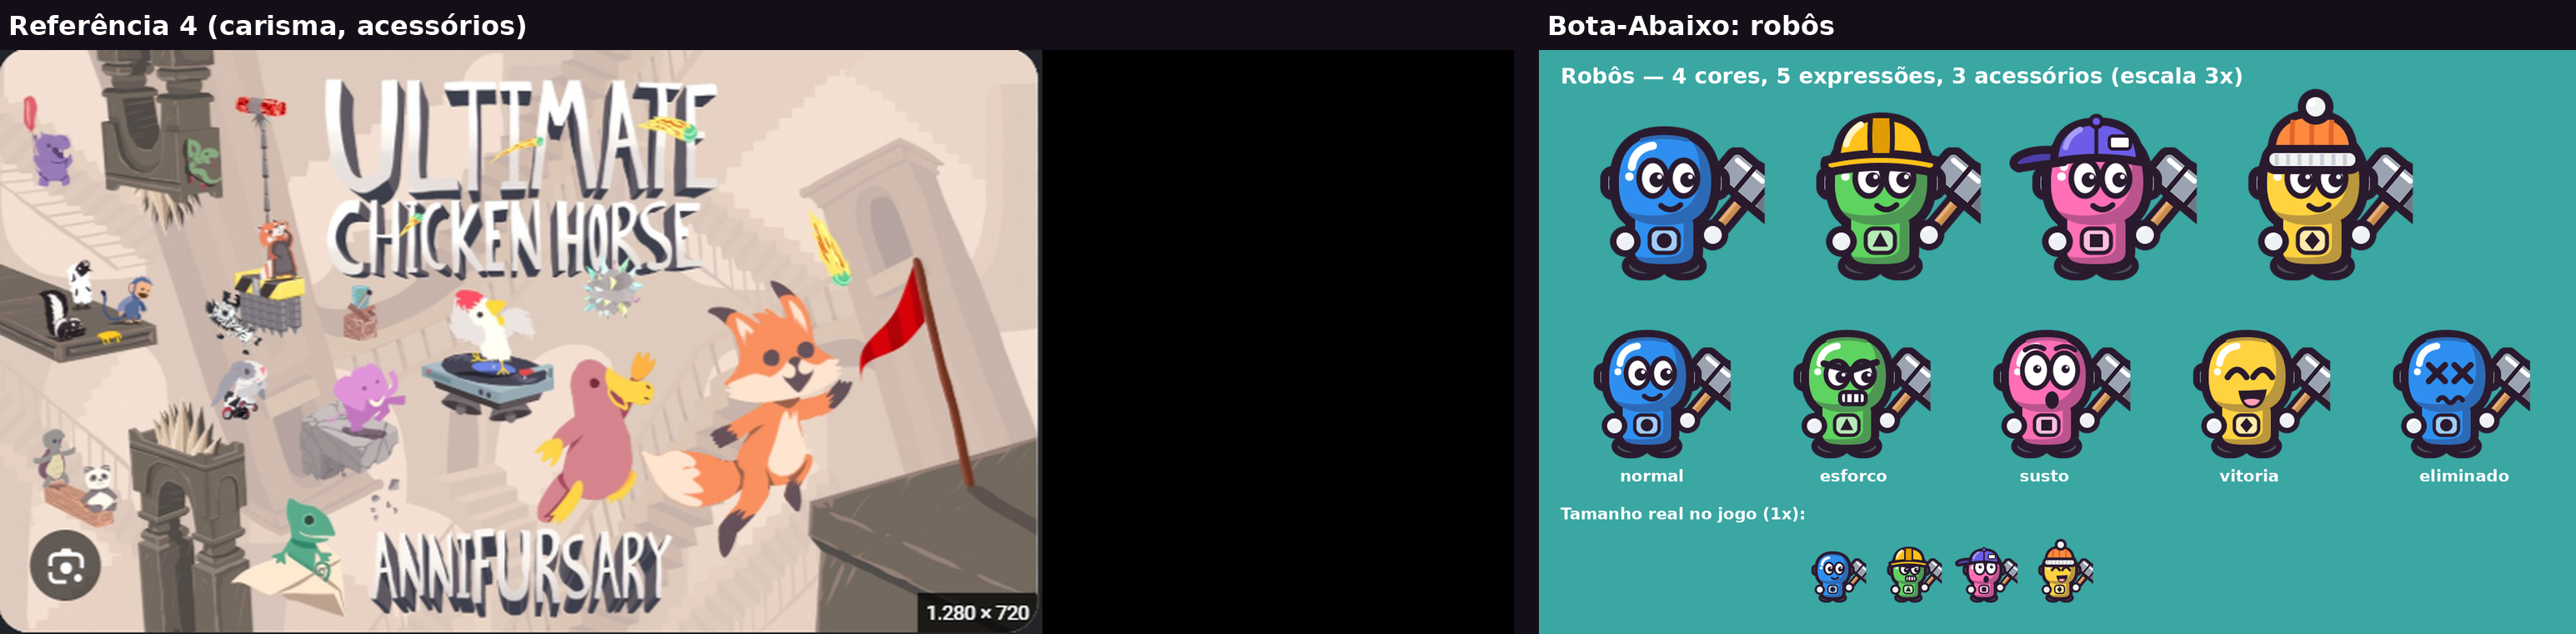 Referência 4 (carisma, acessórios)
ULTIMATE
CHICKEN HORSE
ANNIFURSARY
1.280 × 720
Bota-Abaixo: robôs
Robôs — 4 cores, 5 expressões, 3 acessórios (escala 3x)
normal esforco susto vitoria eliminado
Tamanho real no jogo (1x):